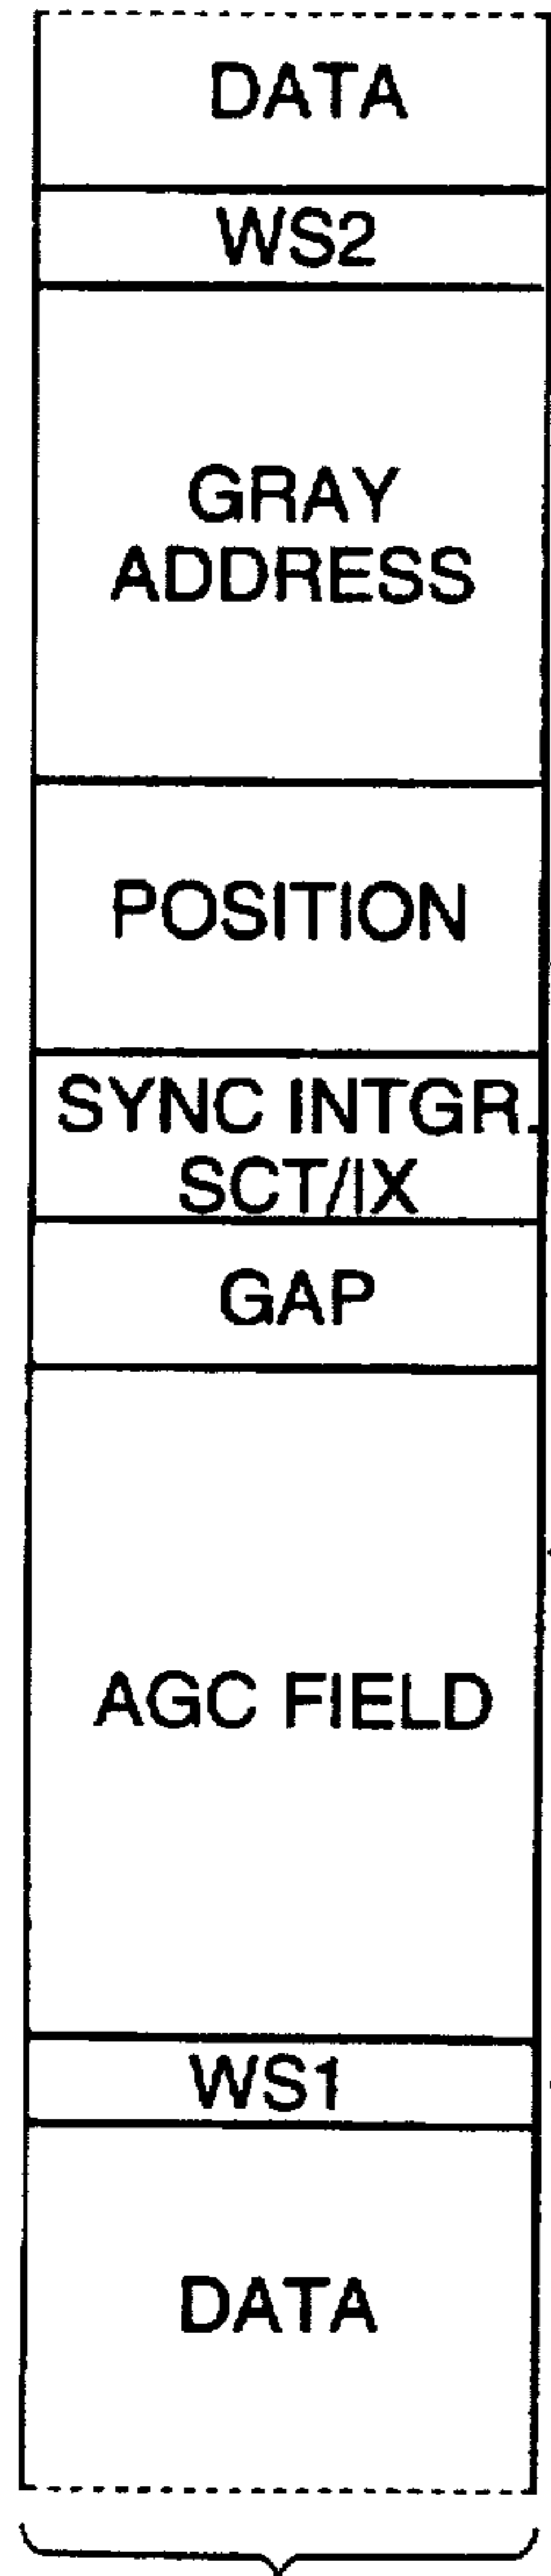 DATA
WS2
GRAY
ADDRESS
POSITION
SYNC INTGR.
SCT/IX
GAP
AGC FIELD
WS1
DATA